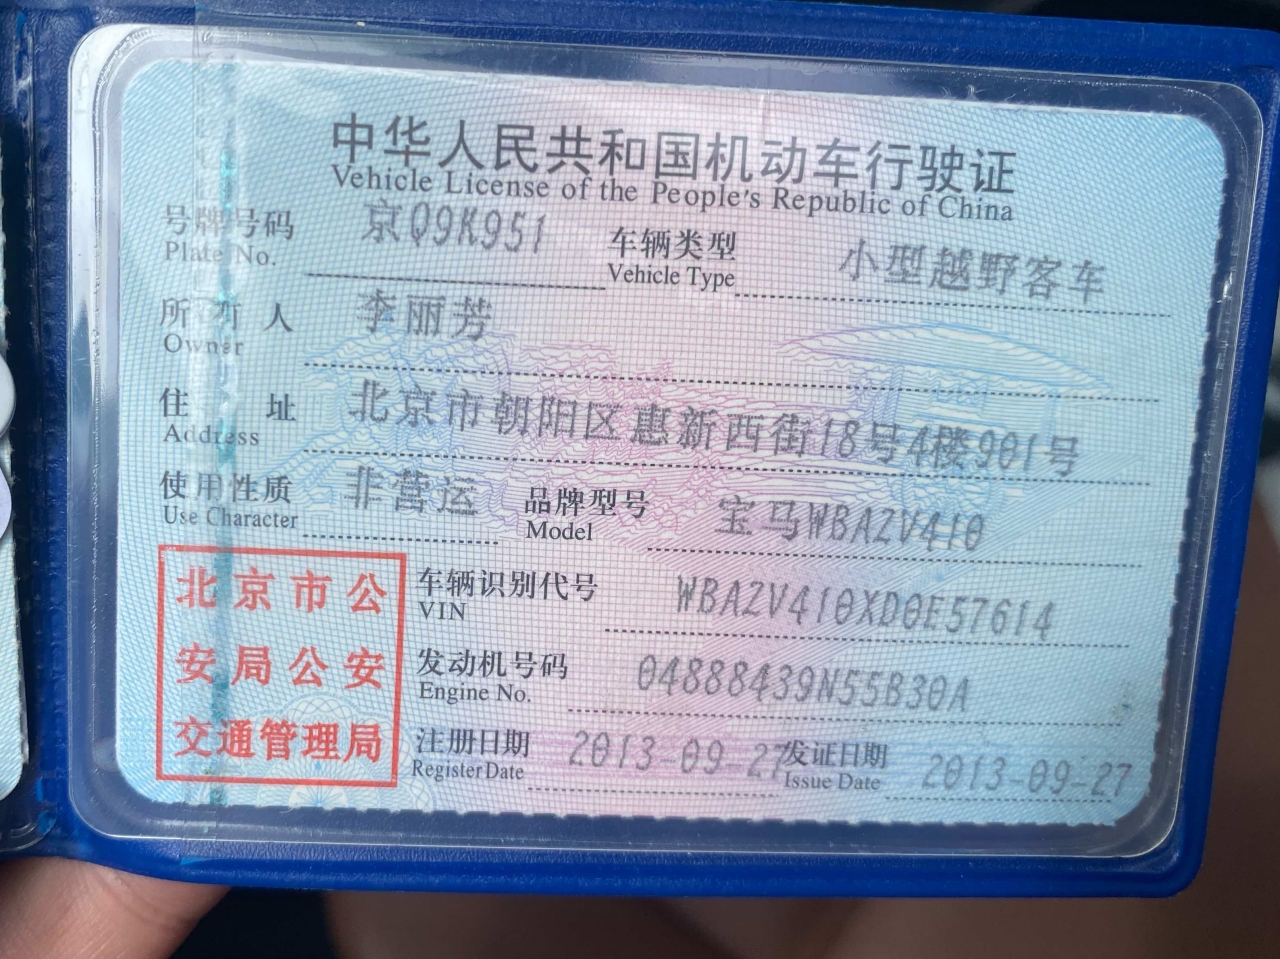 中华人民共和国机动车行驶证
Vehicle License of the People's Republic of China
号牌号码 京Q9K951 车辆类型 小型越野客车
Plate No. Vehicle Type
所有人 李丽芳
Owner
住址 北京市朝阳区惠新西街18号4楼901号
Address
使用性质 非营运 品牌型号 宝马WBAZV410
Use Character Model
北京市公
安局公安
交通管理局
车辆识别代号 WBAZV410XD0E57614
VIN
发动机号码 04888439N55B30A
Engine No.
注册日期 2013-09-27 发证日期 2013-09-27
Register Date Issue Date